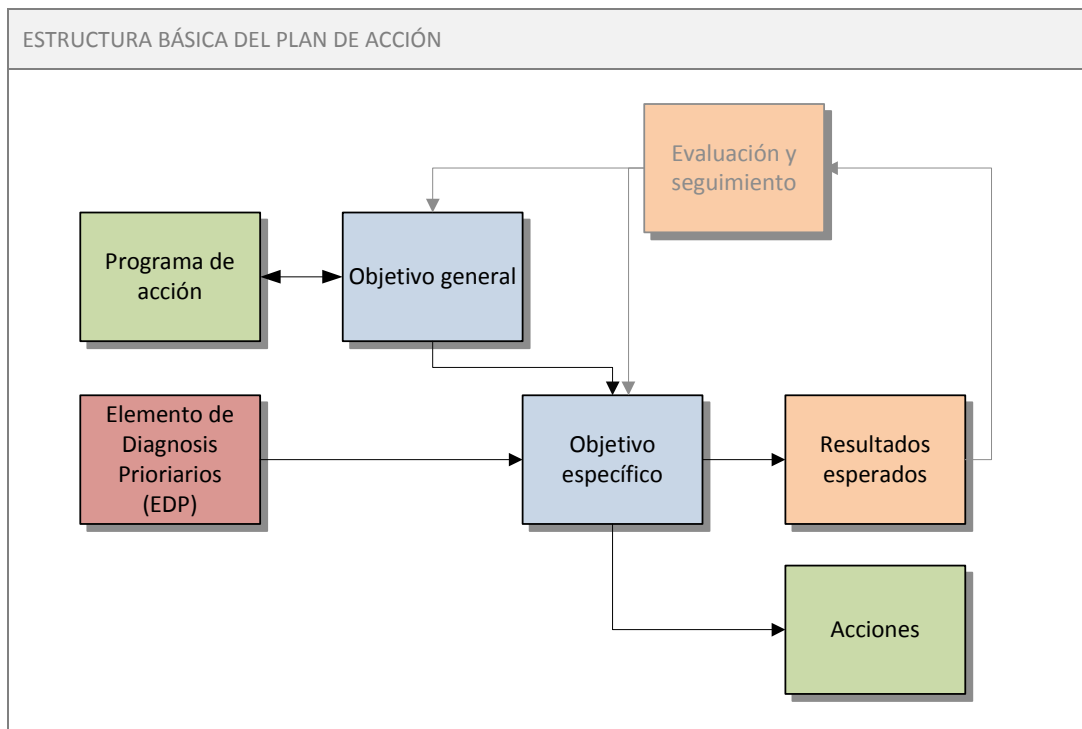 ESTRUCTURA BÁSICA DEL PLAN DE ACCIÓN
Evaluación y
seguimiento
Programa de
acción
Objetivo general
Elemento de
Diagnosis
Prioriarios
(EDP)
Objetivo
específico
Resultados
esperados
Acciones